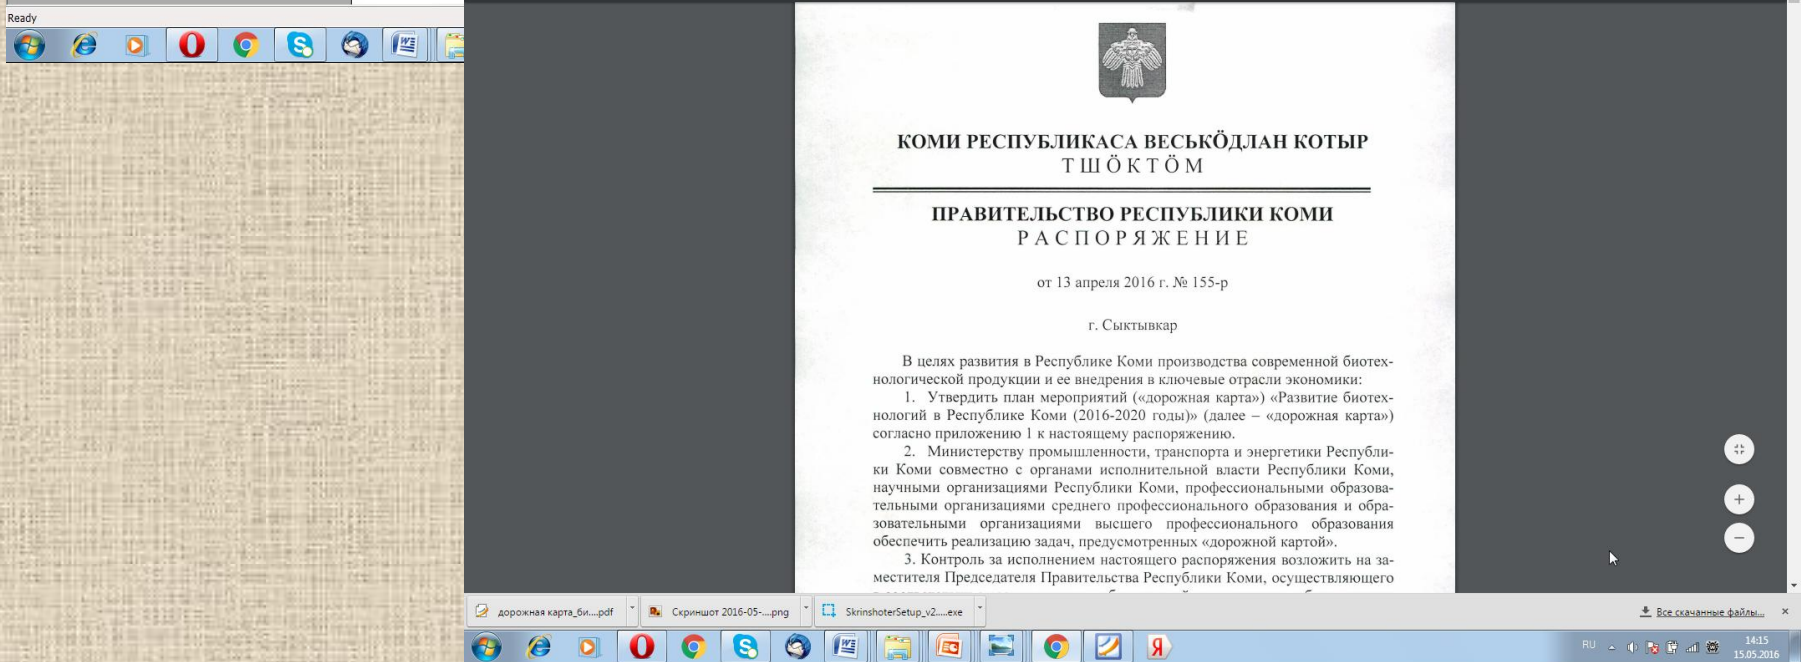 Ready
КОМИ РЕСПУБЛИКАСА ВЕСЬКӦДЛАН КОТЫР
ТШӦКТӦМ
ПРАВИТЕЛЬСТВО РЕСПУБЛИКИ КОМИ
РАСПОРЯЖЕНИЕ
от 13 апреля 2016 г. № 155-р
г. Сыктывкар
В целях развития в Республике Коми производства современной биотех-
нологической продукции и ее внедрения в ключевые отрасли экономики:
1. Утвердить план мероприятий («дорожная карта») «Развитие биотех-
нологий в Республике Коми (2016-2020 годы)» (далее – «дорожная карта»)
согласно приложению 1 к настоящему распоряжению.
2. Министерству промышленности, транспорта и энергетики Республи-
ки Коми совместно с органами исполнительной власти Республики Коми,
научными организациями Республики Коми, профессиональными образова-
тельными организациями среднего профессионального образования и обра-
зовательными организациями высшего профессионального образования
обеспечить реализацию задач, предусмотренных «дорожной картой».
3. Контроль за исполнением настоящего распоряжения возложить на за-
местителя Председателя Правительства Республики Коми, осуществляющего
дорожная карта_би....pdf
Скриншот 2016-05-....png
SkrinshoterSetup_v2.....exe
Все скачанные файлы...
RU
14:15
15.05.2016